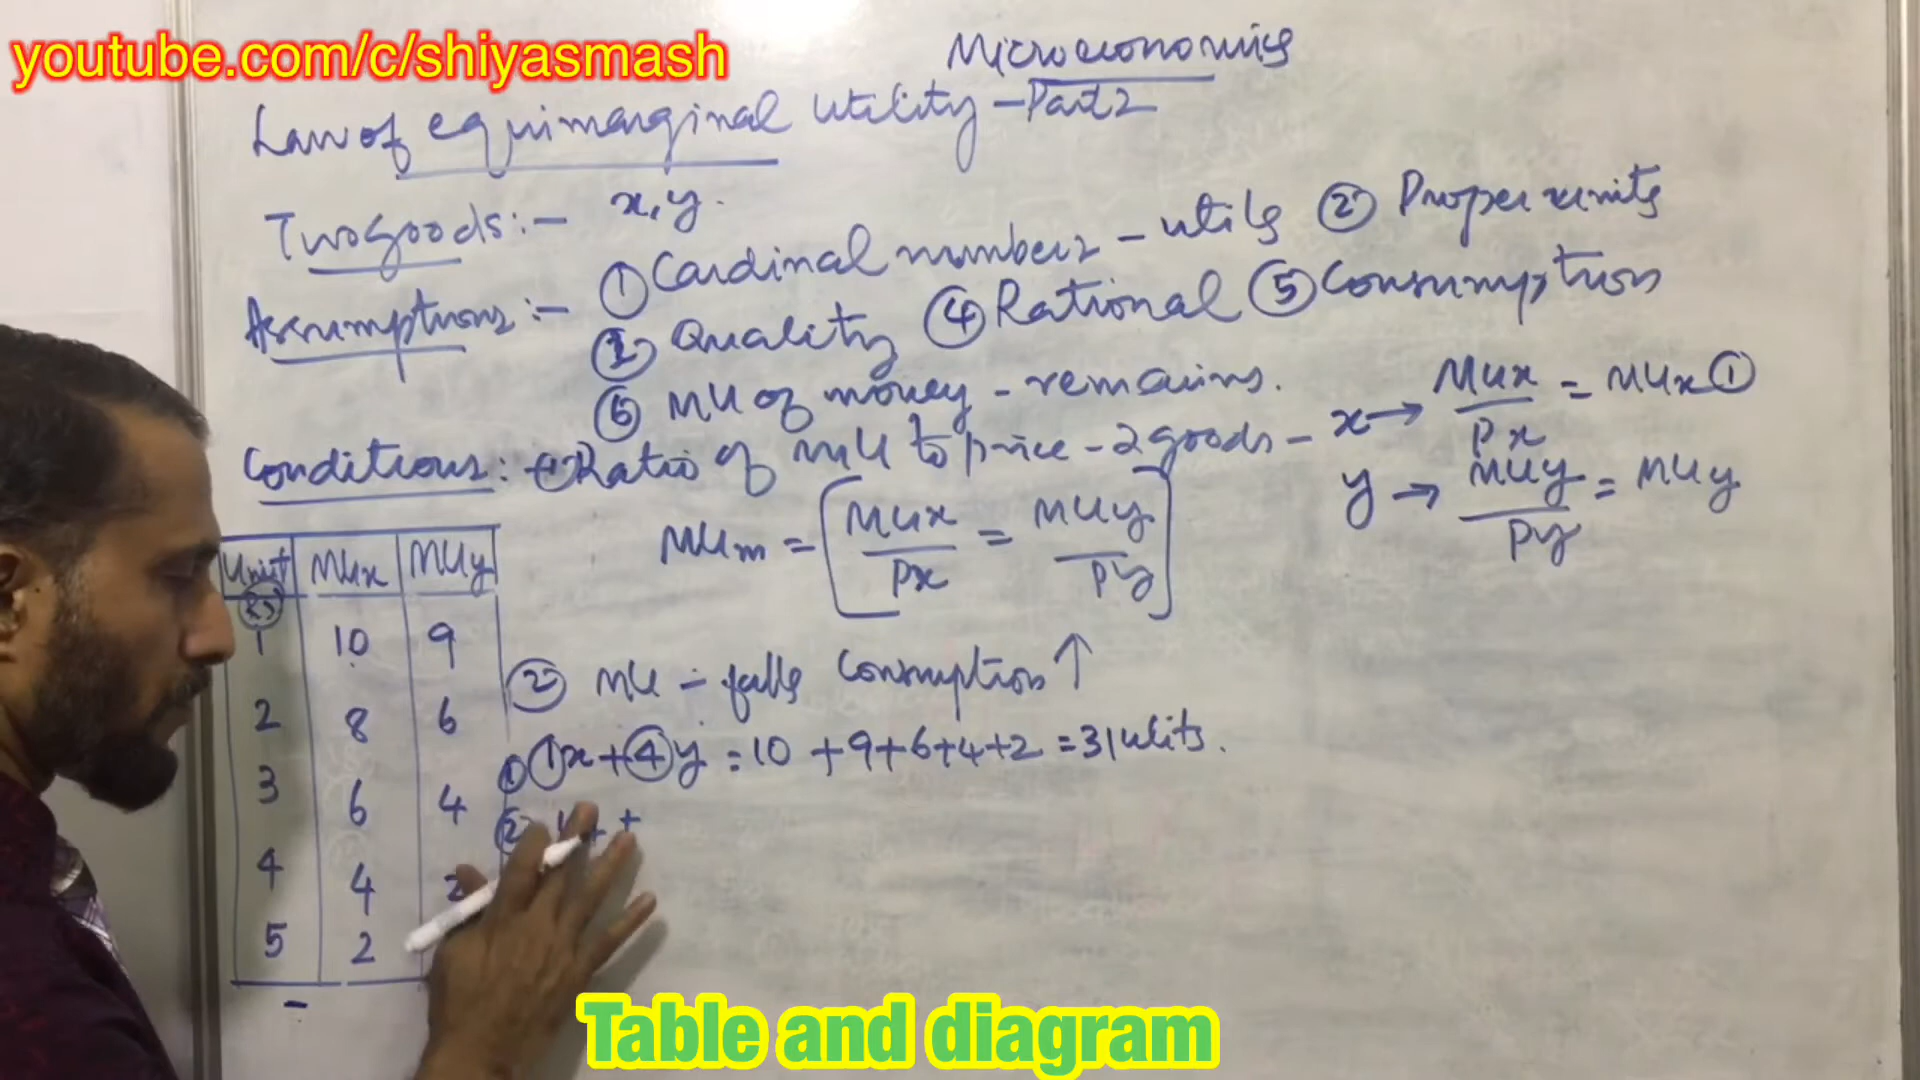 youtube.com/c/shiyasmash
Microeconomics
Law of equimarginal utility - Part 2
Two goods :- x, y.
Assumptions :- ① Cardinal numbers - utils ② Proper units
Quality ④ Rational ⑤ Consumption
⑥ MU of money - remains.
Conditions :- ① Ratio of MU to price - 2 goods - x → MUx / Px = MUx ①
y → MUy / Py = MUy
MUm = [ MUx / Px = MUy / Py ]
Unit MUx MUy
(Rs)
1 10 9
2 8 6
3 6 4
4 4 2
5 2
② MU - falls Consumption ↑
① ① x + ④ y = 10 + 9 + 6 + 4 + 2 = 31 utils.
② +
Table and diagram